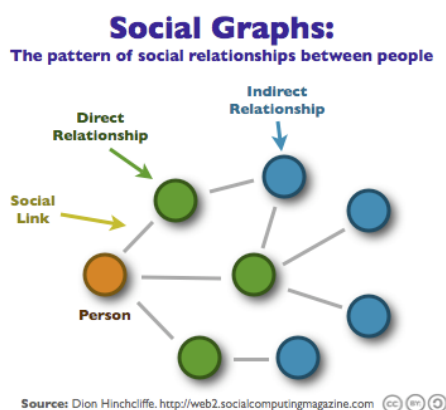 Social Graphs:
The pattern of social relationships between people
Indirect
Relationship
Direct
Relationship
Social
Link
Person
Source: Dion Hinchcliffe. http://web2.socialcomputingmagazine.com